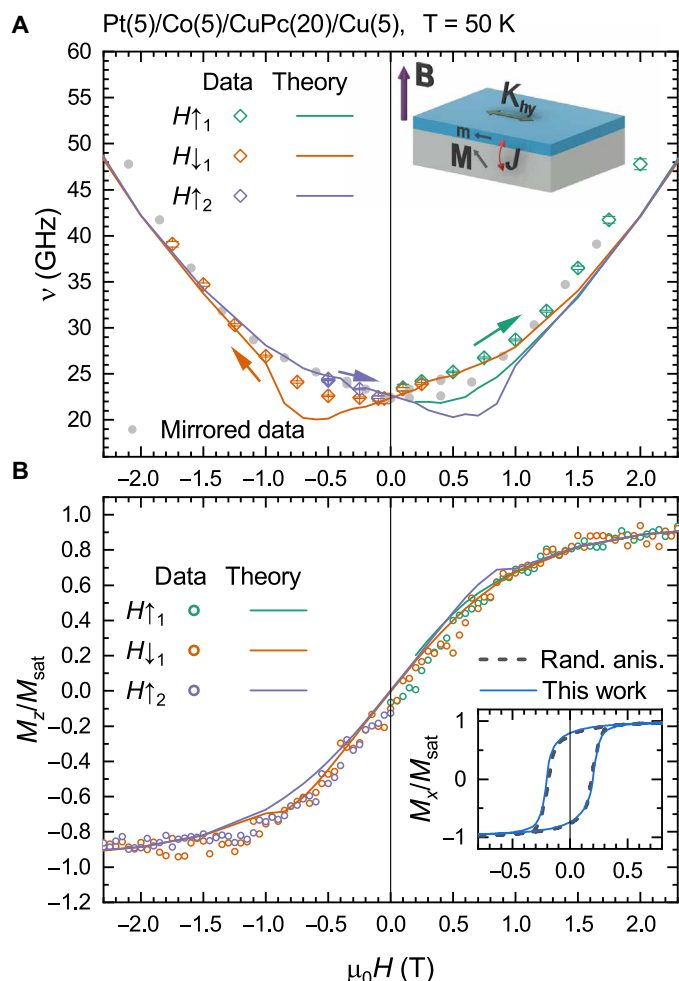 A
Pt(5)/Co(5)/CuPc(20)/Cu(5), T = 50 K
60
55
50
45
40
35
30
25
20
ν (GHz)
Data Theory
H↑1
H↓1
H↑2
B
Khy
m
M J
Mirrored data
−2.0 −1.5 −1.0 −0.5 0.0 0.5 1.0 1.5 2.0
B
1.0
0.8
0.6
0.4
0.2
0.0
−0.2
−0.4
−0.6
−0.8
−1.0
−1.2
Mz/Msat
Data Theory
H↑1
H↓1
H↑2
Rand. anis.
This work
1
0
−1
Mx/Msat
−0.5 0.0 0.5
−2.0 −1.5 −1.0 −0.5 0.0 0.5 1.0 1.5 2.0
μ0H (T)